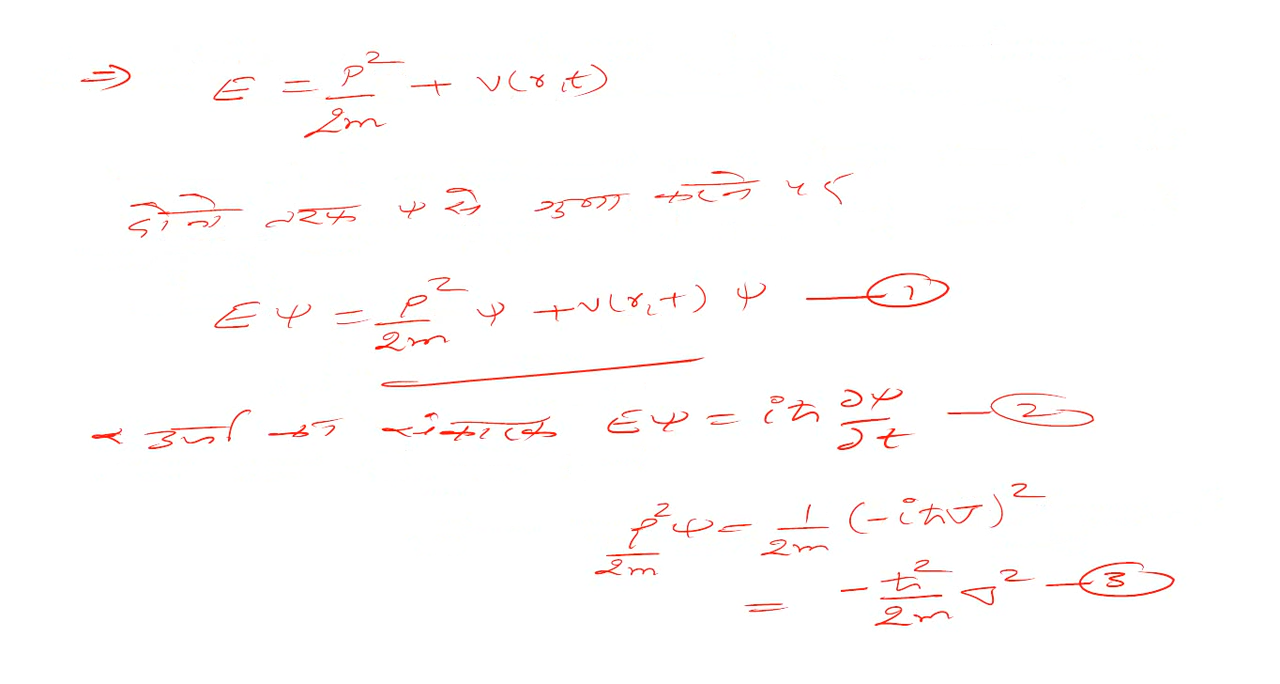 ⇒ E = P²/2m + V(r,t)
दोनो तरफ ψ से गुणा करने पर
Eψ = P²/2m ψ + V(r,t) ψ — ①
ऊर्जा का संकारक Eψ = iħ ∂ψ/∂t — ②
P²/2m ψ = 1/2m (-iħ∇)²
= -ħ²/2m ∇² — ③